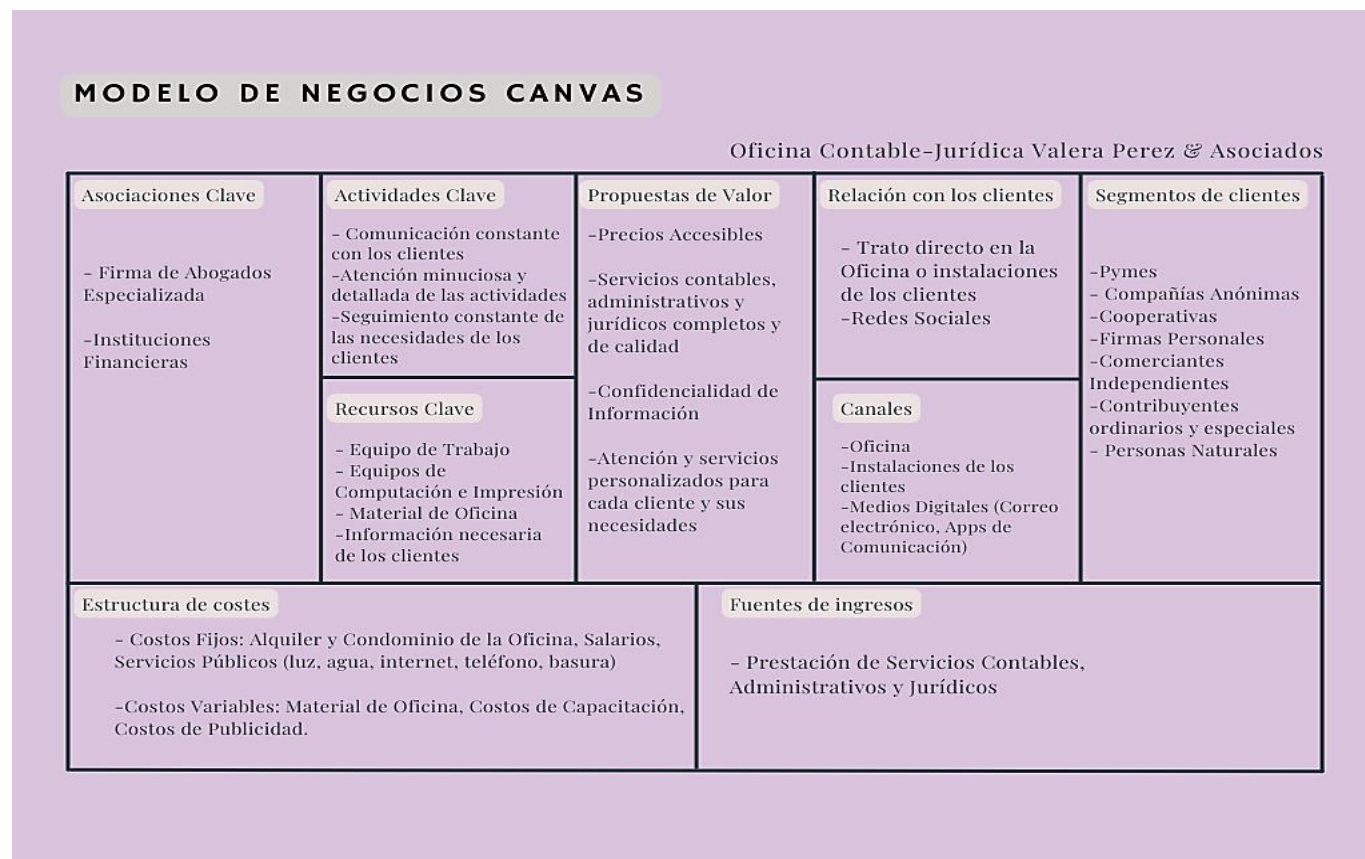 MODELO DE NEGOCIOS CANVAS
Oficina Contable-Jurídica Valera Perez & Asociados
Asociaciones Clave
- Firma de Abogados
Especializada
-Instituciones
Financieras
Actividades Clave
- Comunicación constante
con los clientes
-Atención minuciosa y
detallada de las actividades
-Seguimiento constante de
las necesidades de los
clientes
Recursos Clave
- Equipo de Trabajo
- Equipos de
Computación e Impresión
- Material de Oficina
-Información necesaria
de los clientes
Propuestas de Valor
-Precios Accesibles
-Servicios contables,
administrativos y
jurídicos completos y
de calidad
-Confidencialidad de
Información
-Atención y servicios
personalizados para
cada cliente y sus
necesidades
Relación con los clientes
- Trato directo en la
Oficina o instalaciones
de los clientes
-Redes Sociales
Canales
-Oficina
-Instalaciones de los
clientes
-Medios Digitales (Correo
electrónico, Apps de
Comunicación)
Segmentos de clientes
-Pymes
- Compañías Anónimas
-Cooperativas
-Firmas Personales
-Comerciantes
Independientes
-Contribuyentes
ordinarios y especiales
- Personas Naturales
Estructura de costes
- Costos Fijos: Alquiler y Condominio de la Oficina, Salarios,
Servicios Públicos (luz, agua, internet, teléfono, basura)
-Costos Variables: Material de Oficina, Costos de Capacitación,
Costos de Publicidad.
Fuentes de ingresos
- Prestación de Servicios Contables,
Administrativos y Jurídicos